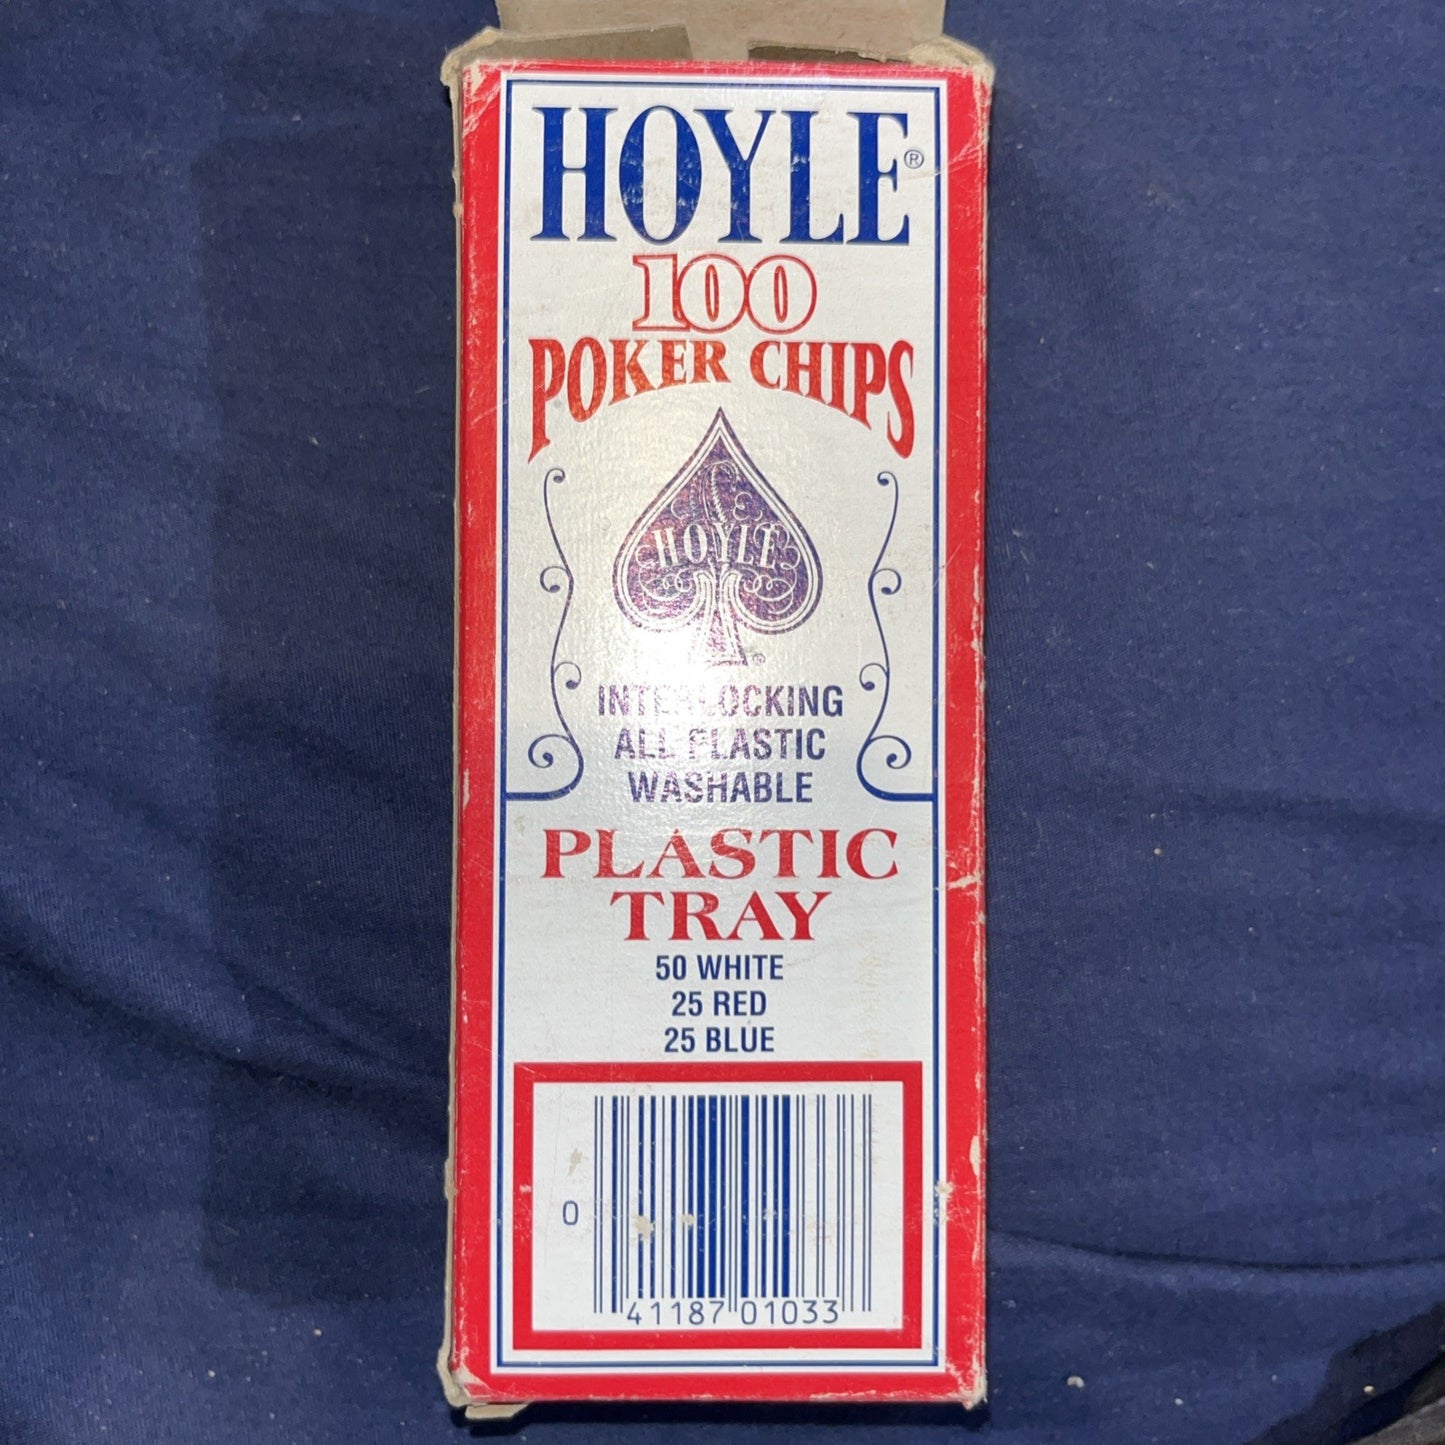 HOYLE®
100
POKER CHIPS
HOYLE
®
INTERLOCKING
ALL PLASTIC
WASHABLE
PLASTIC
TRAY
50 WHITE
25 RED
25 BLUE
0 41187 01033